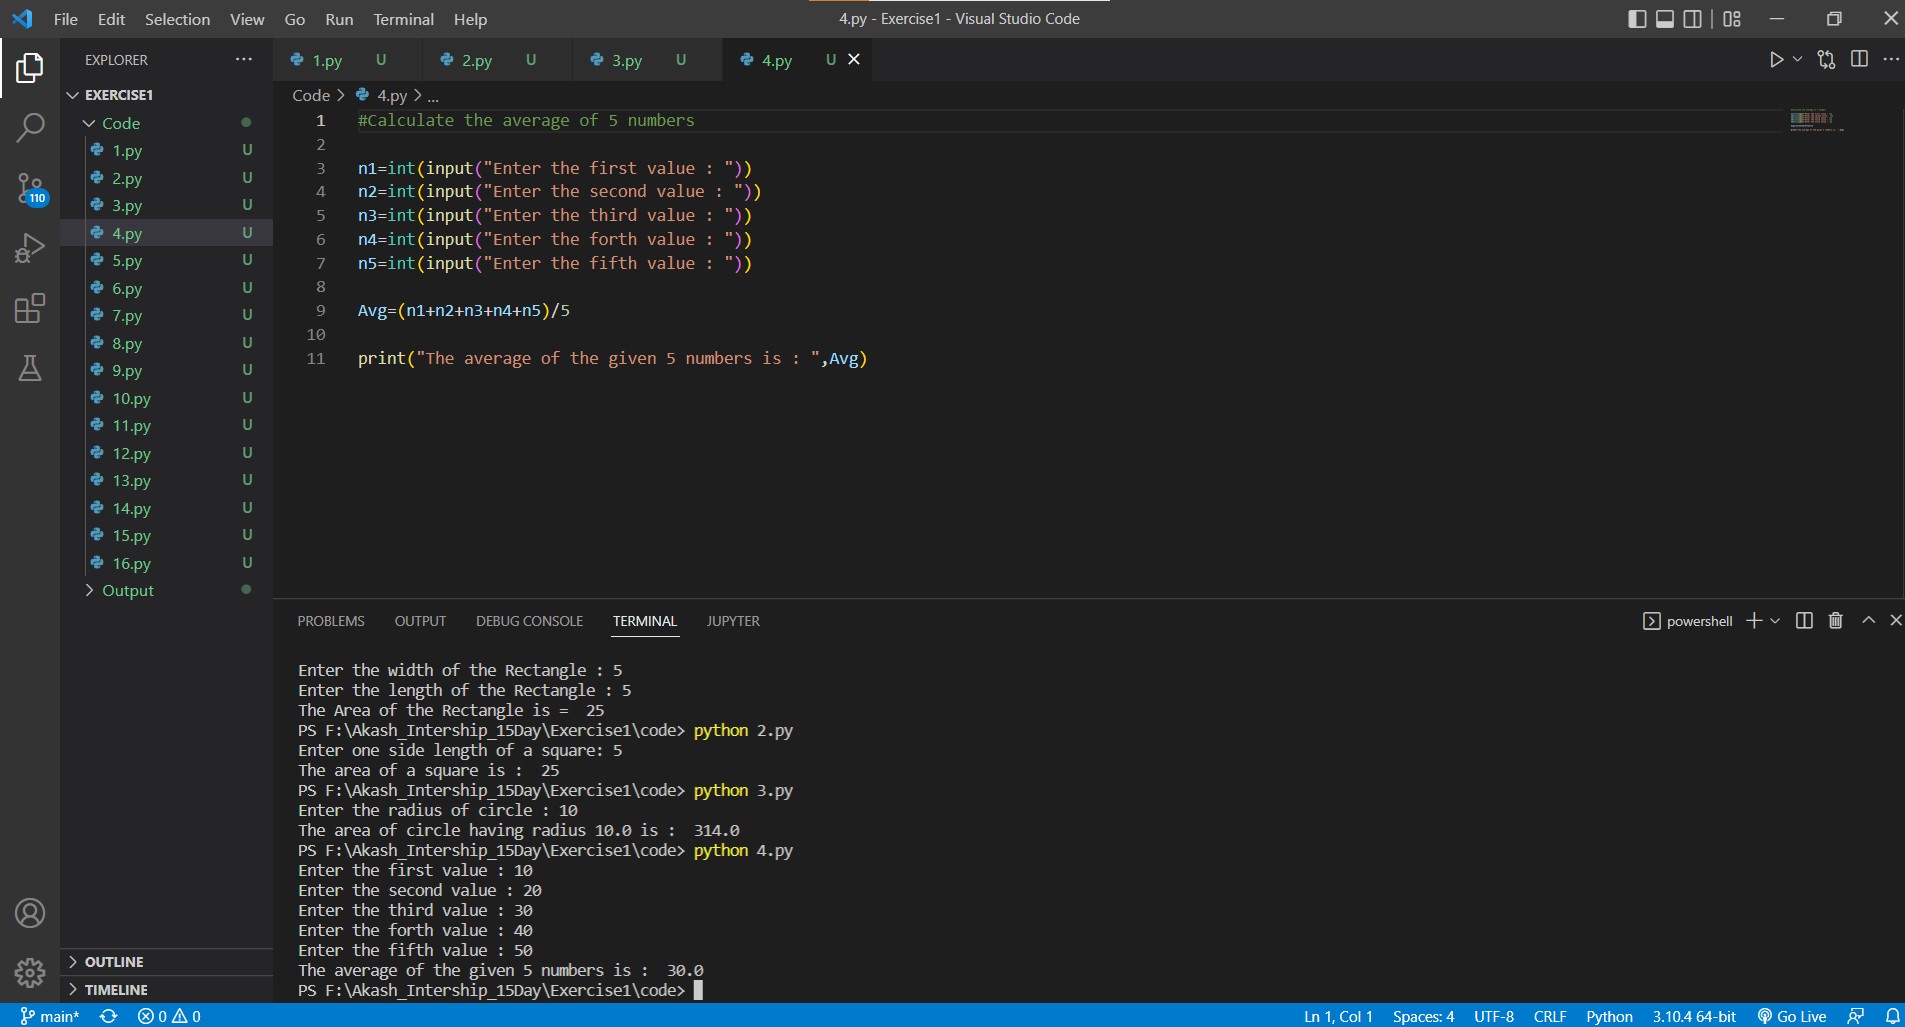 File Edit Selection View Go Run Terminal Help
4.py - Exercise1 - Visual Studio Code
EXPLORER
EXERCISE1
Code
1.py U
2.py U
3.py U
4.py U
5.py U
6.py U
7.py U
8.py U
9.py U
10.py U
11.py U
12.py U
13.py U
14.py U
15.py U
16.py U
Output
OUTLINE
TIMELINE
110
1.py U 2.py U 3.py U 4.py U
Code > 4.py > ...
1 #Calculate the average of 5 numbers
2
3 n1=int(input("Enter the first value : "))
4 n2=int(input("Enter the second value : "))
5 n3=int(input("Enter the third value : "))
6 n4=int(input("Enter the forth value : "))
7 n5=int(input("Enter the fifth value : "))
8
9 Avg=(n1+n2+n3+n4+n5)/5
10
11 print("The average of the given 5 numbers is : ",Avg)
PROBLEMS OUTPUT DEBUG CONSOLE TERMINAL JUPYTER
powershell
Enter the width of the Rectangle : 5
Enter the length of the Rectangle : 5
The Area of the Rectangle is =  25
PS F:\Akash_Intership_15Day\Exercise1\code> python 2.py
Enter one side length of a square: 5
The area of a square is :  25
PS F:\Akash_Intership_15Day\Exercise1\code> python 3.py
Enter the radius of circle : 10
The area of circle having radius 10.0 is :  314.0
PS F:\Akash_Intership_15Day\Exercise1\code> python 4.py
Enter the first value : 10
Enter the second value : 20
Enter the third value : 30
Enter the forth value : 40
Enter the fifth value : 50
The average of the given 5 numbers is :  30.0
PS F:\Akash_Intership_15Day\Exercise1\code>
main* 0 0 Ln 1, Col 1 Spaces: 4 UTF-8 CRLF Python 3.10.4 64-bit Go Live